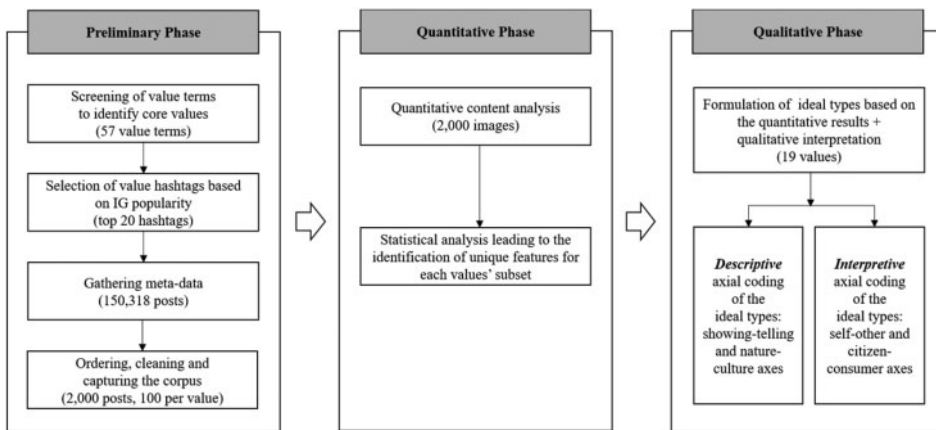 Preliminary Phase
Screening of value terms
to identify core values
(57 value terms)
Selection of value hashtags based
on IG popularity
(top 20 hashtags)
Gathering meta-data
(150,318 posts)
Ordering, cleaning and
capturing the corpus
(2,000 posts, 100 per value)
Quantitative Phase
Quantitative content analysis
(2,000 images)
Statistical analysis leading to the
identification of unique features for
each values’ subset
Qualitative Phase
Formulation of ideal types based on
the quantitative results +
qualitative interpretation
(19 values)
Descriptive
axial coding
of the
ideal types:
showing-telling
and nature-
culture axes
Interpretive
axial coding
of the
ideal types:
self-other and
citizen-
consumer axes